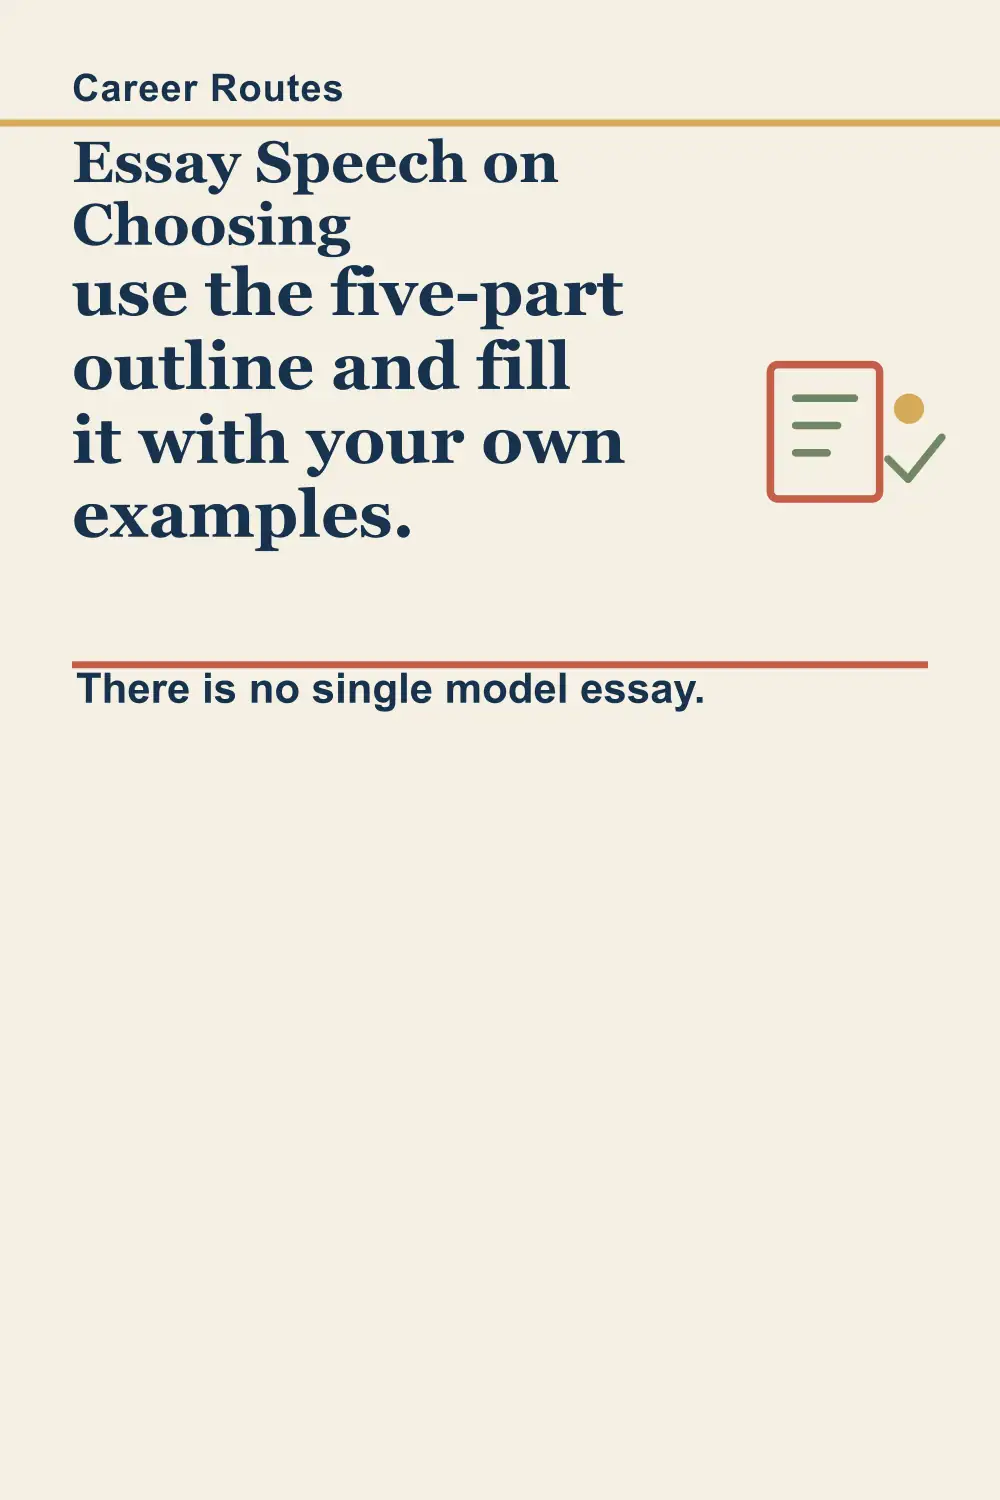 Career Routes
Essay Speech on
Choosing
use the five-part
outline and fill
it with your own
examples.
There is no single model essay.